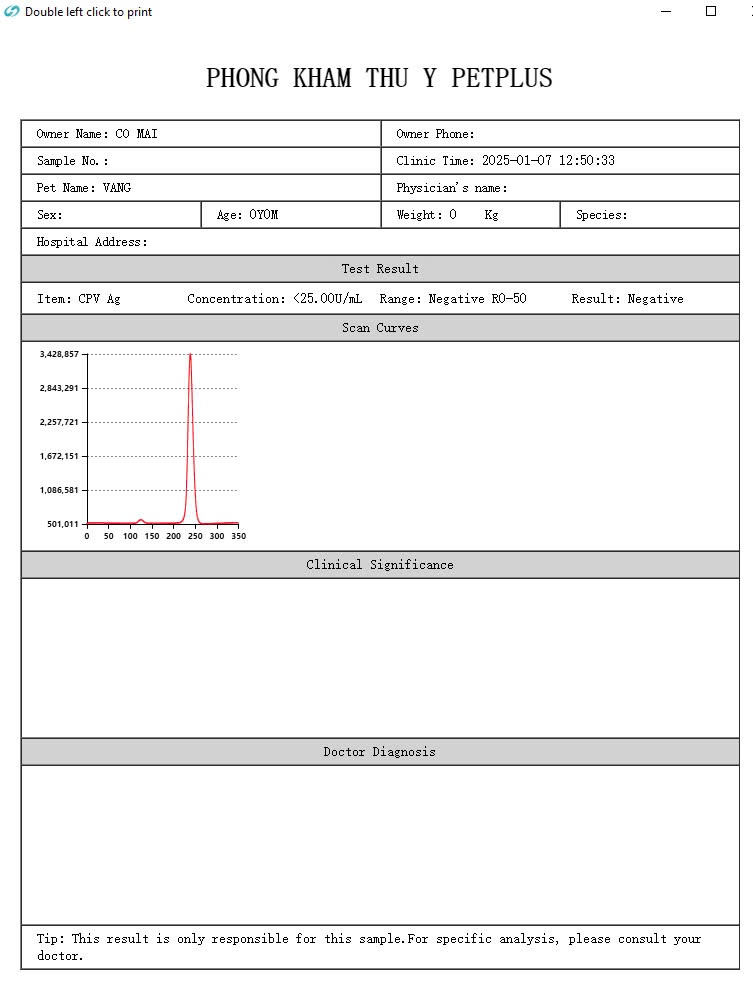 Double left click to print
PHONG KHAM THU Y PETPLUS
Owner Name: CO MAI
Owner Phone:
Sample No.:
Clinic Time: 2025-01-07 12:50:33
Pet Name: VANG
Physician's name:
Sex:
Age: 0Y0M
Weight: 0 Kg
Species:
Hospital Address:
Test Result
Item: CPV Ag Concentration: <25.00U/mL Range: Negative R0-50 Result: Negative
Scan Curves
3,428,857
2,843,291
2,257,721
1,672,151
1,086,581
501,011
0 50 100 150 200 250 300 350
Clinical Significance
Doctor Diagnosis
Tip: This result is only responsible for this sample.For specific analysis, please consult your
doctor.